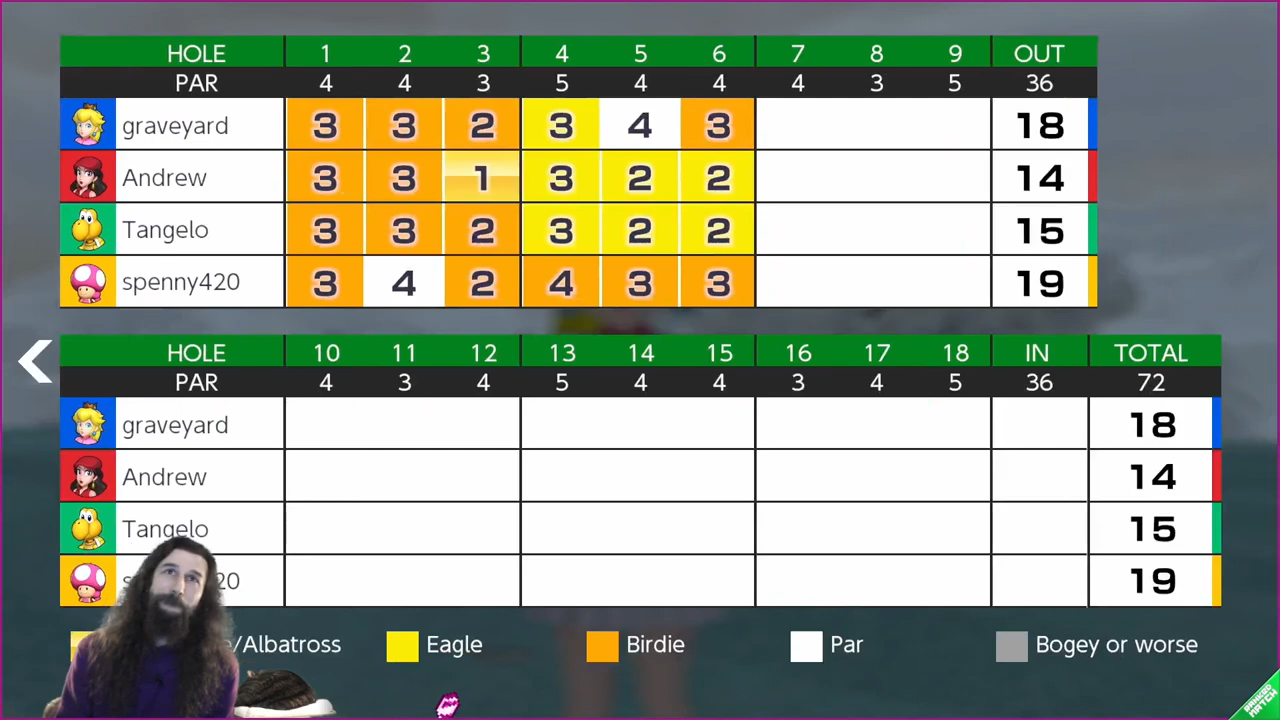 HOLE 1 2 3 4 5 6 7 8 9 OUT
PAR 4 4 3 5 4 4 4 3 5 36
graveyard 3 3 2 3 4 3 18
Andrew 3 3 1 3 2 2 14
Tangelo 3 3 2 3 2 2 15
spenny420 3 4 2 4 3 3 19
HOLE 10 11 12 13 14 15 16 17 18 IN TOTAL
PAR 4 3 4 5 4 4 3 4 5 36 72
graveyard 18
Andrew 14
Tangelo 15
s 20 19
/Albatross Eagle Birdie Par Bogey or worse
RANKED MATCH